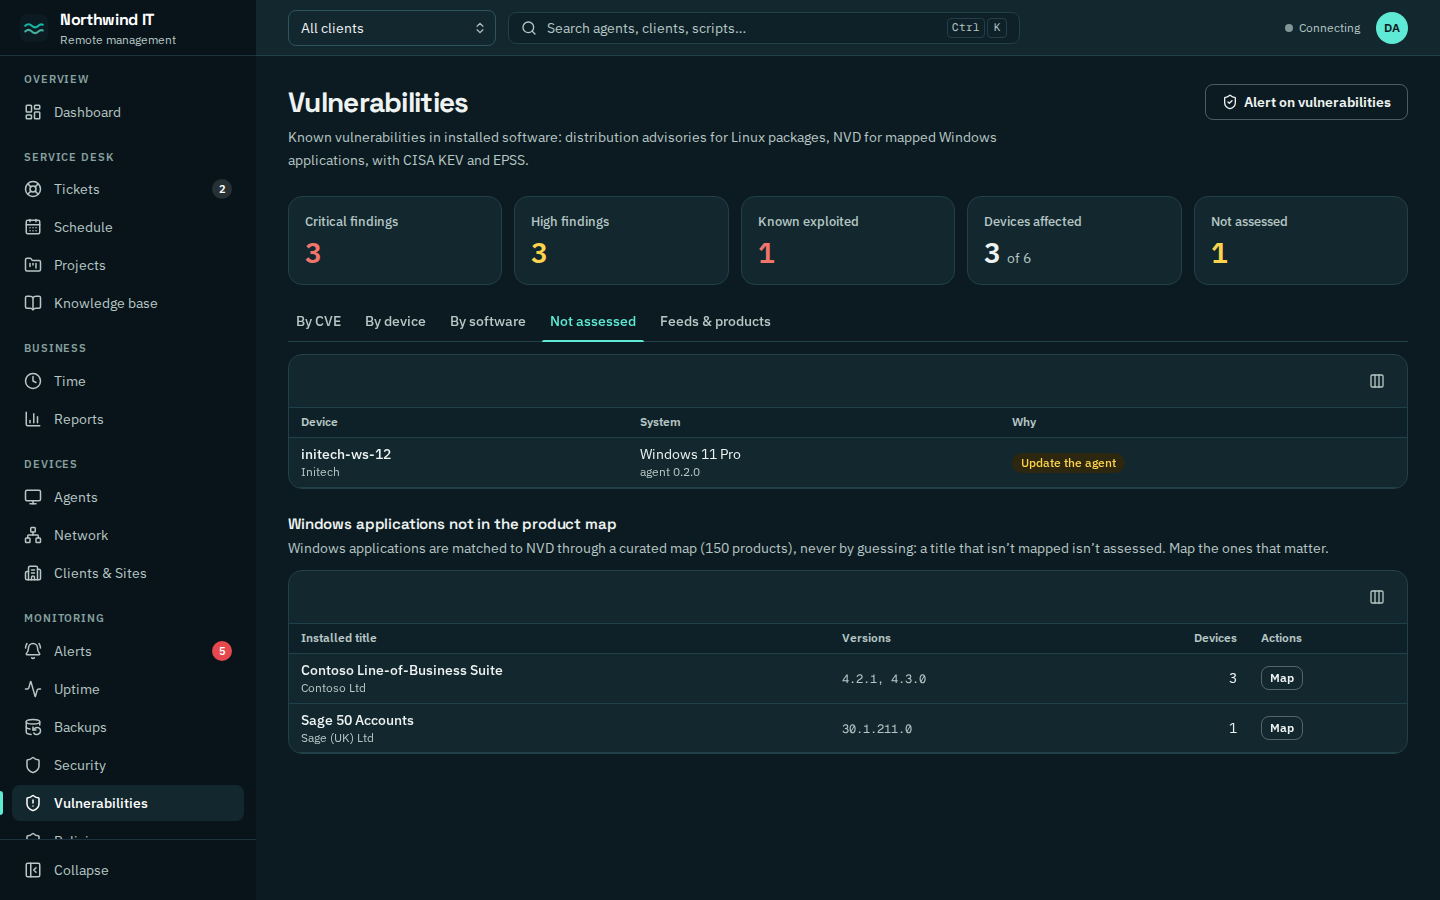 Northwind IT
Remote management
All clients
Search agents, clients, scripts...
Ctrl K
Connecting
DA
OVERVIEW
Dashboard
SERVICE DESK
Tickets 2
Schedule
Projects
Knowledge base
BUSINESS
Time
Reports
DEVICES
Agents
Network
Clients & Sites
MONITORING
Alerts 5
Uptime
Backups
Security
Vulnerabilities
Collapse
Vulnerabilities
Alert on vulnerabilities
Known vulnerabilities in installed software: distribution advisories for Linux packages, NVD for mapped Windows
applications, with CISA KEV and EPSS.
Critical findings
3
High findings
3
Known exploited
1
Devices affected
3 of 6
Not assessed
1
By CVE By device By software Not assessed Feeds & products
Device System Why
initech-ws-12 Windows 11 Pro Update the agent
Initech agent 0.2.0
Windows applications not in the product map
Windows applications are matched to NVD through a curated map (150 products), never by guessing: a title that isn’t mapped isn’t assessed. Map the ones that matter.
Installed title Versions Devices Actions
Contoso Line-of-Business Suite 4.2.1, 4.3.0 3 Map
Contoso Ltd
Sage 50 Accounts 30.1.211.0 1 Map
Sage (UK) Ltd